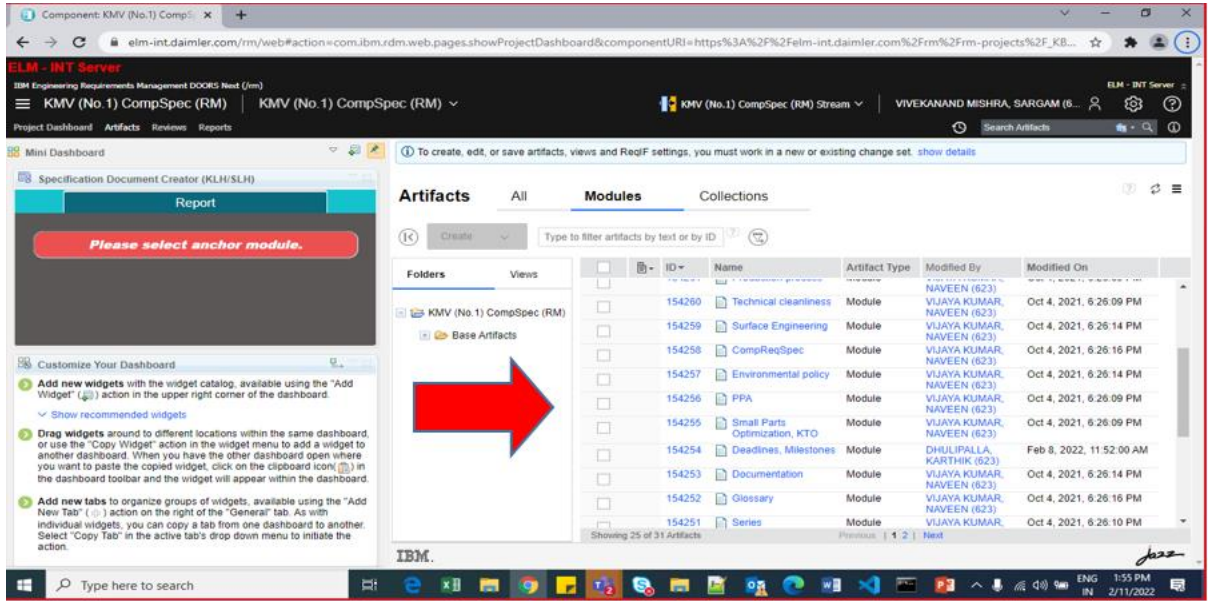 Component: KMV (No.1) CompS
elm-int.daimler.com/rm/web#action=com.ibm.rdm.web.pages.showProjectDashboard&componentURI=https%3A%2F%2Felm-int.daimler.com%2Frm%2Frm-projects%2F_KB...
ELM - INT Server
IBM Engineering Requirements Management DOORS Next (/rm)
ELM - INT Server
KMV (No.1) CompSpec (RM) | KMV (No.1) CompSpec (RM)
KMV (No.1) CompSpec (RM) Stream
VIVEKANAND MISHRA, SARGAM (6...
Project Dashboard Artifacts Reviews Reports
Search Artifacts
Mini Dashboard
Specification Document Creator (KLH/SLH)
Report
Please select anchor module.
Customize Your Dashboard
Add new widgets with the widget catalog, available using the "Add
Widget" ( ) action in the upper right corner of the dashboard.
Show recommended widgets
Drag widgets around to different locations within the same dashboard,
or use the "Copy Widget" action in the widget menu to add a widget to
another dashboard. When you have the other dashboard open where
you want to paste the copied widget, click on the clipboard icon( ) in
the dashboard toolbar and the widget will appear within the dashboard.
Add new tabs to organize groups of widgets, available using the "Add
New Tab" ( ) action on the right of the "General" tab. As with
individual widgets, you can copy a tab from one dashboard to another.
Select "Copy Tab" in the active tab's drop down menu to initiate the
action.
To create, edit, or save artifacts, views and ReqIF settings, you must work in a new or existing change set. show details
Artifacts All Modules Collections
Create
Type to filter artifacts by text or by ID
Folders Views
KMV (No.1) CompSpec (RM)
Base Artifacts
ID Name Artifact Type Modified By Modified On
NAVEEN (623)
154260 Technical cleanliness Module VIJAYA KUMAR, Oct 4, 2021, 6:26:09 PM
NAVEEN (623)
154259 Surface Engineering Module VIJAYA KUMAR, Oct 4, 2021, 6:26:14 PM
NAVEEN (623)
154258 CompReqSpec Module VIJAYA KUMAR, Oct 4, 2021, 6:26:16 PM
NAVEEN (623)
154257 Environmental policy Module VIJAYA KUMAR, Oct 4, 2021, 6:26:14 PM
NAVEEN (623)
154256 PPA Module VIJAYA KUMAR, Oct 4, 2021, 6:26:09 PM
NAVEEN (623)
154255 Small Parts Module VIJAYA KUMAR, Oct 4, 2021, 6:26:09 PM
Optimization, KTO NAVEEN (623)
154254 Deadlines, Milestones Module DHULIPALLA, Feb 8, 2022, 11:52:00 AM
KARTHIK (623)
154253 Documentation Module VIJAYA KUMAR, Oct 4, 2021, 6:26:14 PM
NAVEEN (623)
154252 Glossary Module VIJAYA KUMAR, Oct 4, 2021, 6:26:16 PM
NAVEEN (623)
154251 Series Module VIJAYA KUMAR, Oct 4, 2021, 6:26:10 PM
Showing 25 of 31 Artifacts Previous | 1 2 | Next
IBM. Jazz
Type here to search
ENG 1:55 PM
IN 2/11/2022